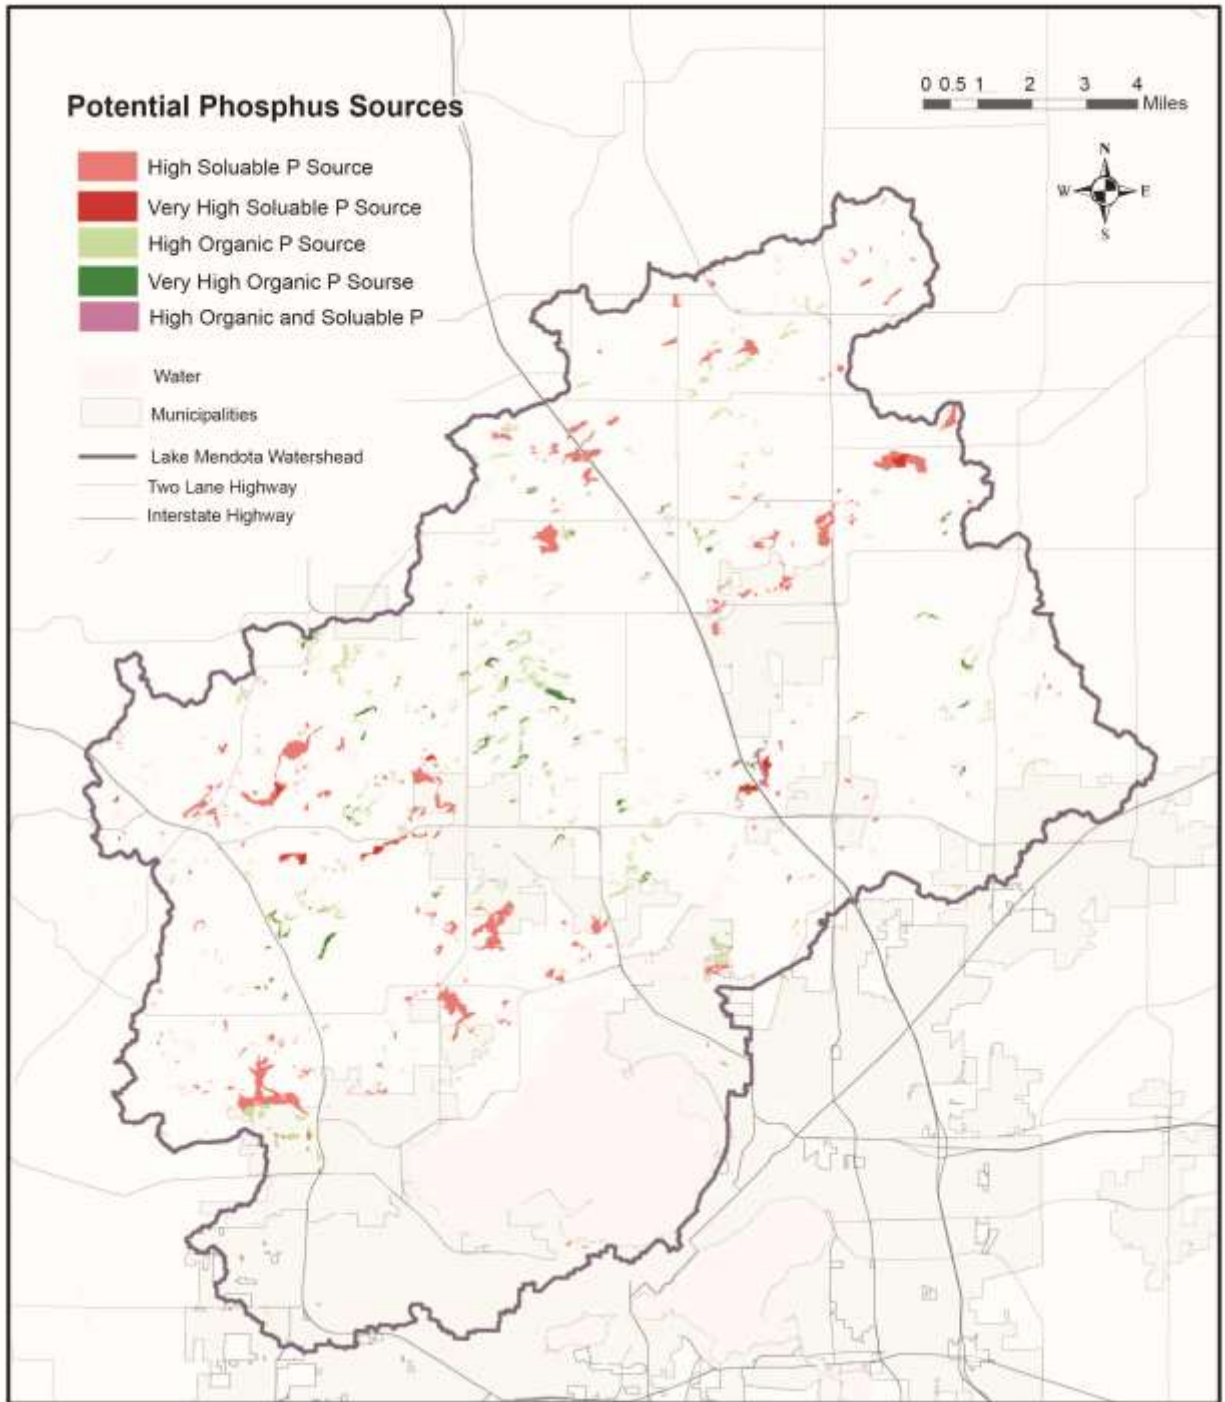 Potential Phosphus Sources
High Soluable P Source
Very High Soluable P Source
High Organic P Source
Very High Organic P Sourse
High Organic and Soluable P
Water
Municipalities
Lake Mendota Watershead
Two Lane Highway
Interstate Highway
0 0.5 1 2 3 4
Miles
N
W E
S